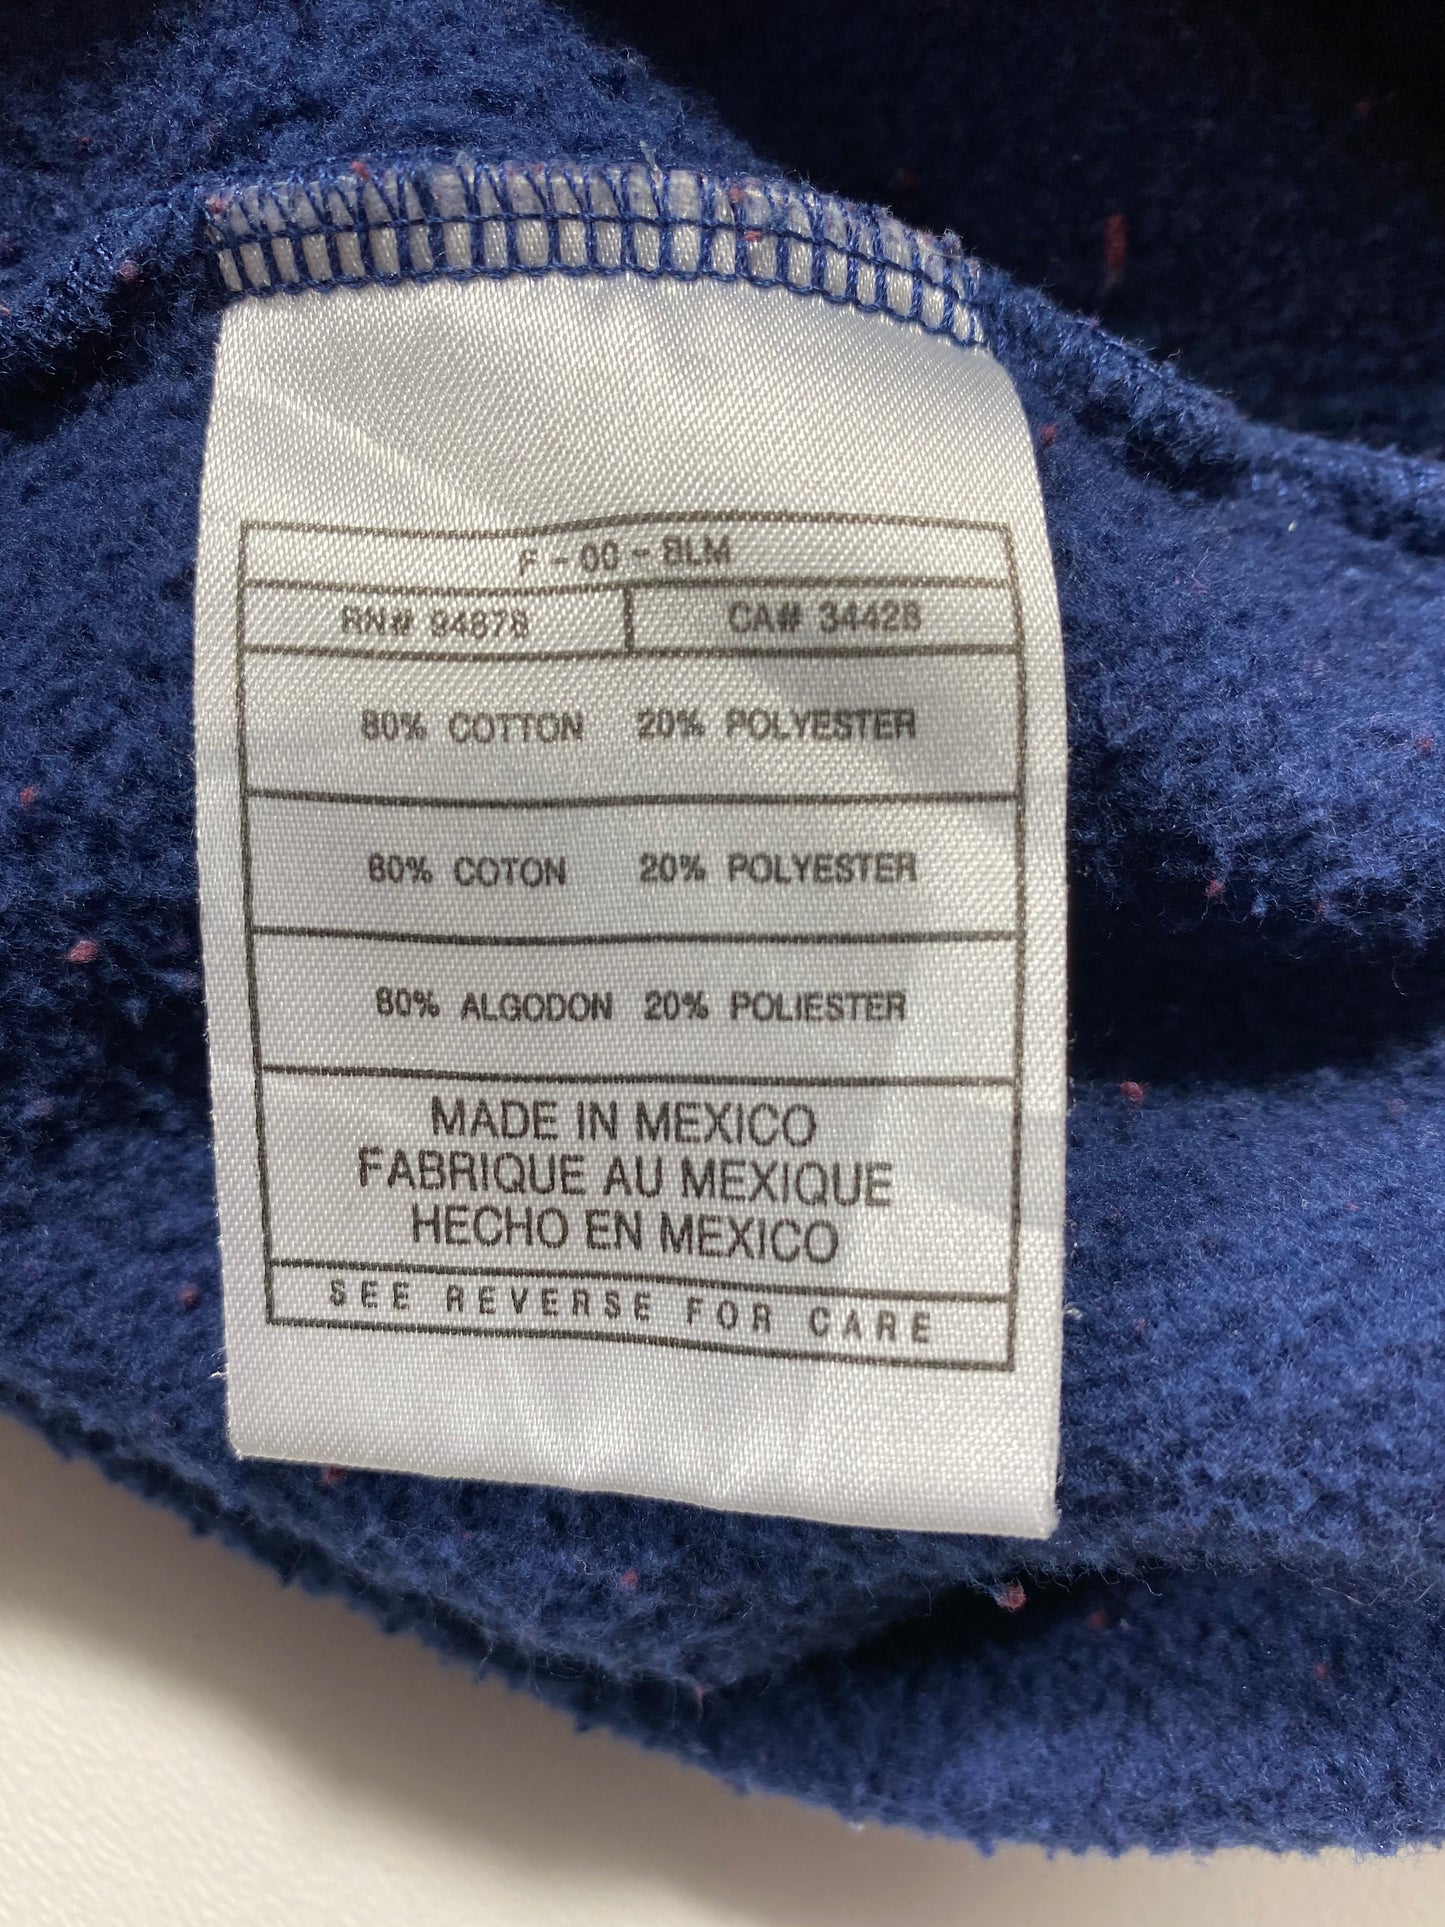 F - 00 - BLM
RN# 94878 CA# 34428
80% COTTON 20% POLYESTER
80% COTON 20% POLYESTER
80% ALGODON 20% POLIESTER
MADE IN MEXICO
FABRIQUE AU MEXIQUE
HECHO EN MEXICO
SEE REVERSE FOR CARE